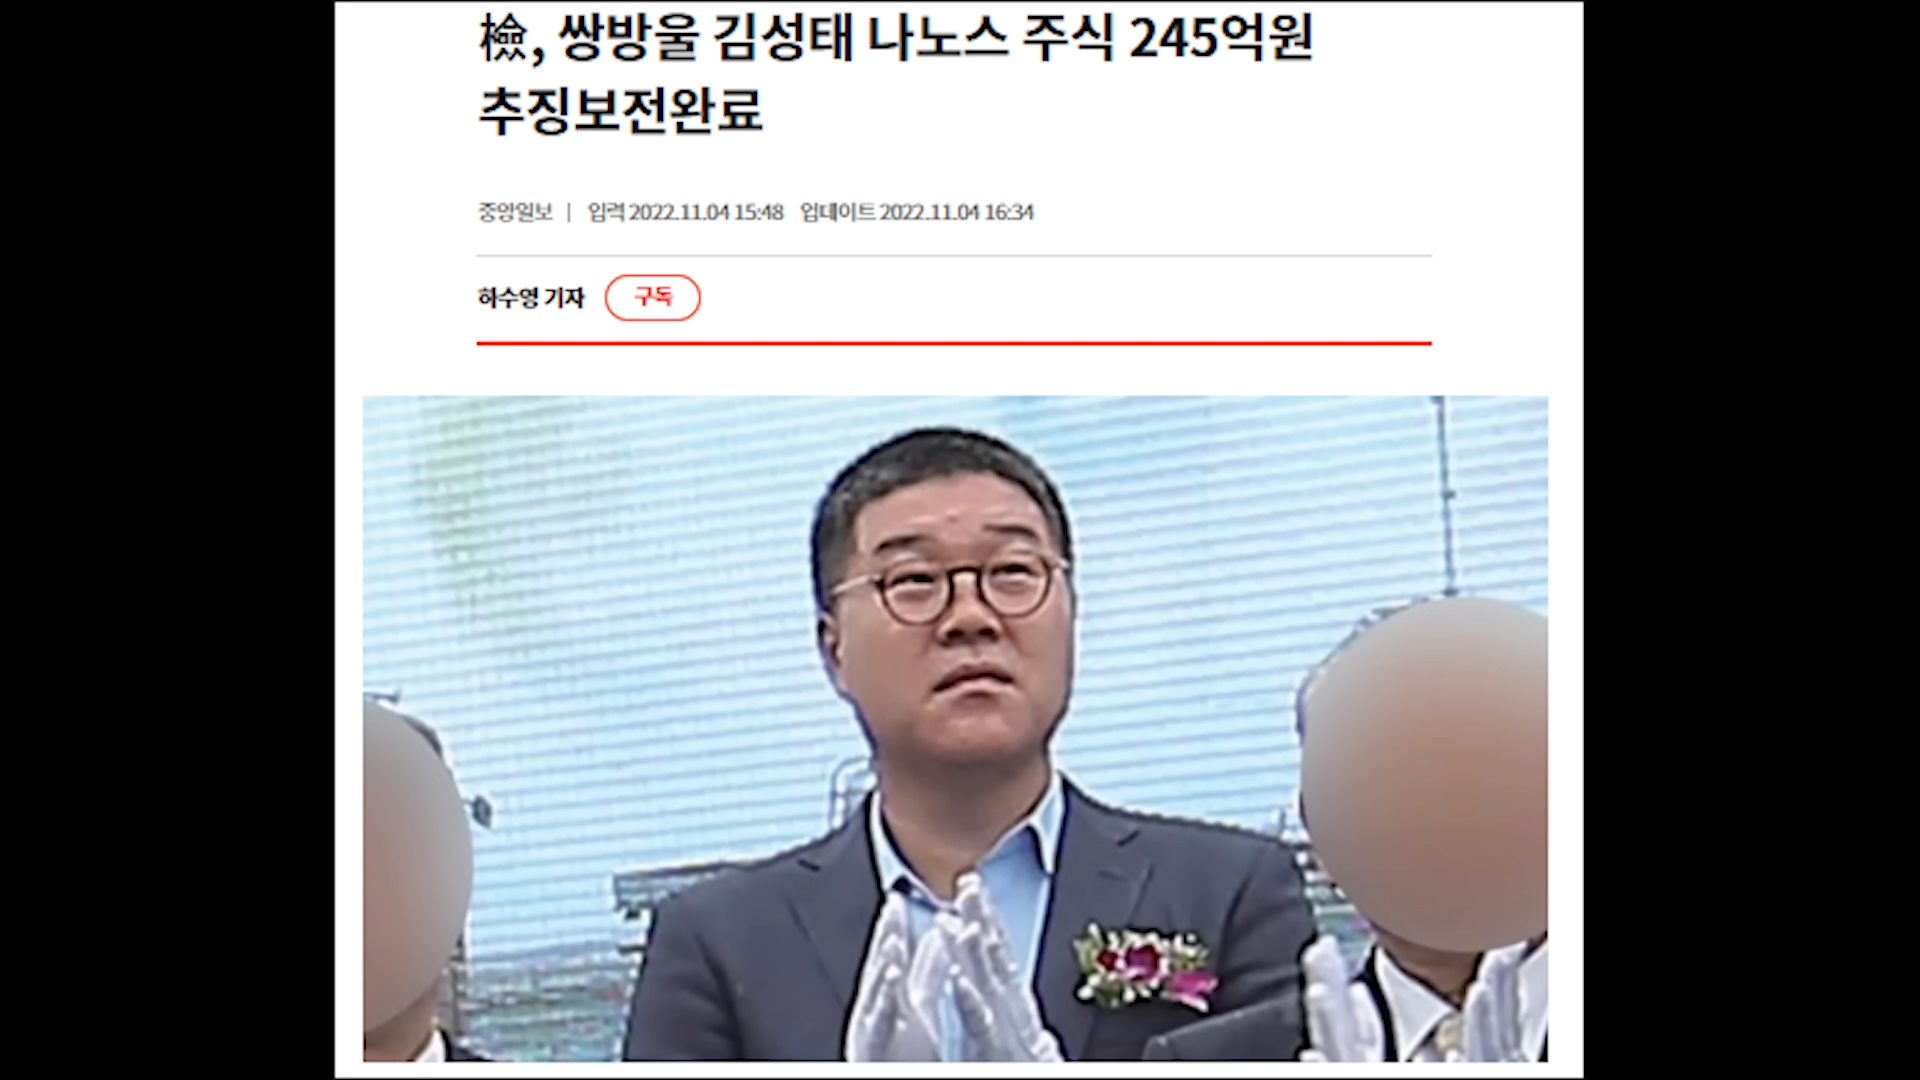 檢, 쌍방울 김성태 나노스 주식 245억원
추징보전완료
중앙일보 | 입력 2022.11.04 15:48 업데이트 2022.11.04 16:34
하수영 기자 구독